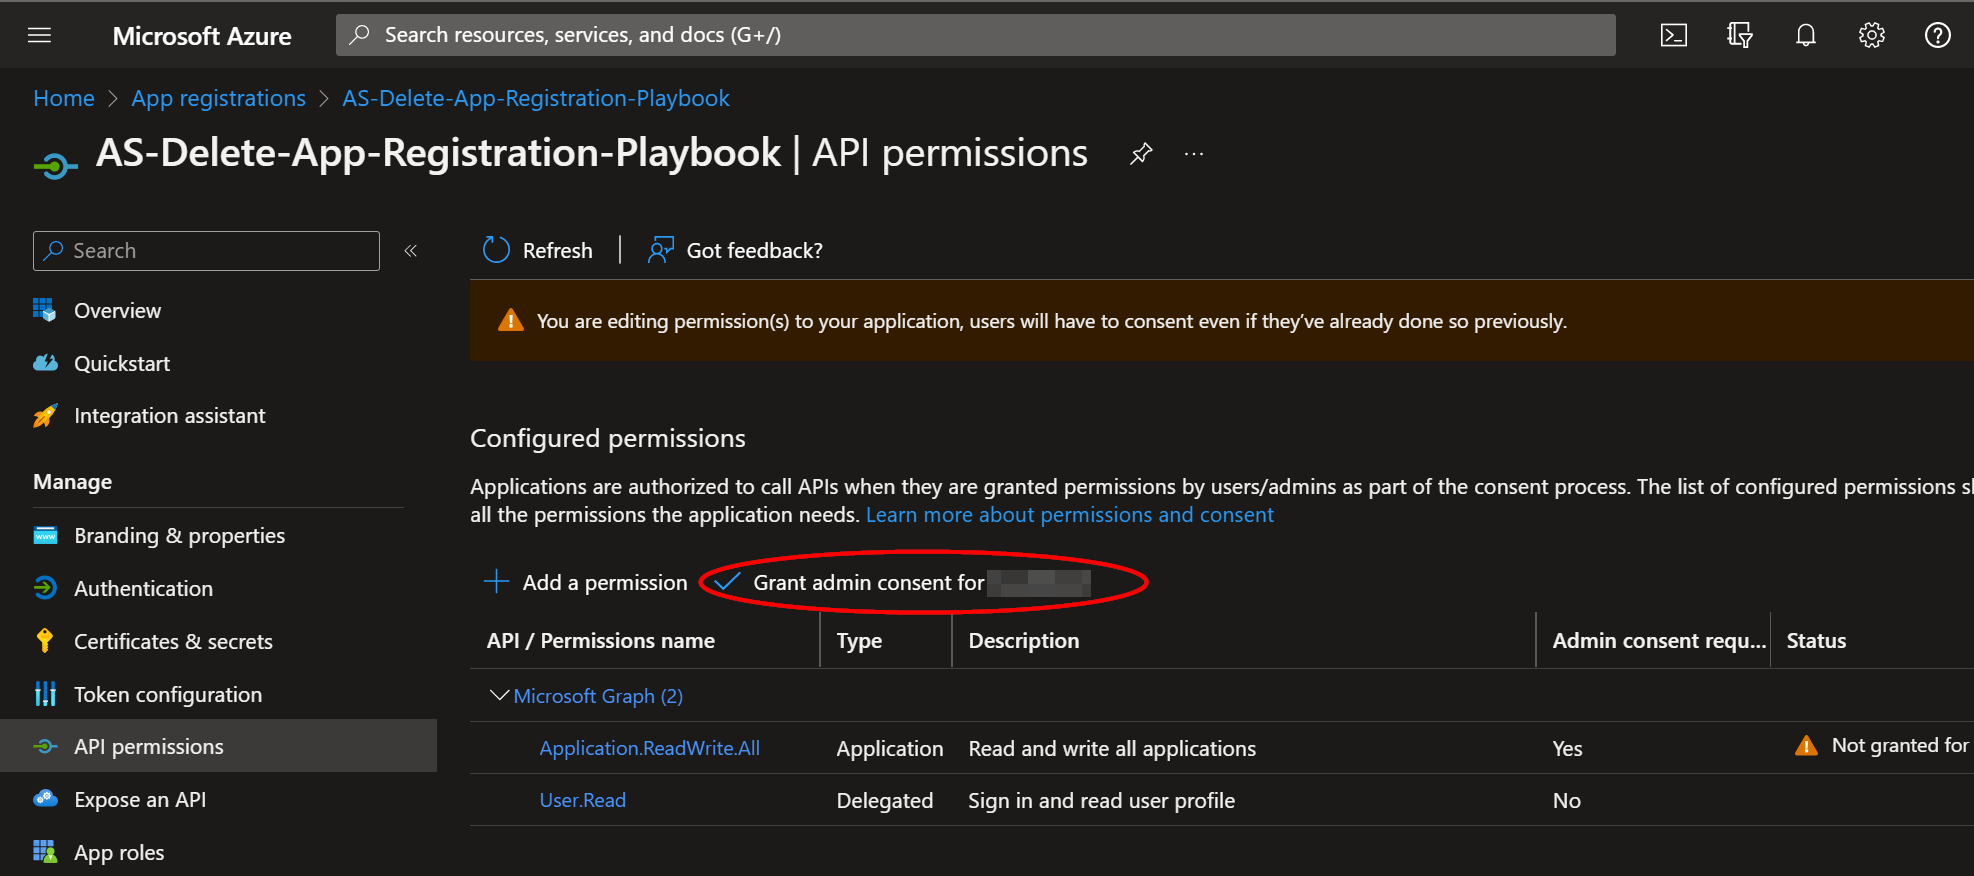 Microsoft Azure
Search resources, services, and docs (G+/)
Home > App registrations > AS-Delete-App-Registration-Playbook
AS-Delete-App-Registration-Playbook | API permissions
Search
Overview
Quickstart
Integration assistant
Manage
Branding & properties
Authentication
Certificates & secrets
Token configuration
API permissions
Expose an API
App roles
Refresh | Got feedback?
You are editing permission(s) to your application, users will have to consent even if they’ve already done so previously.
Configured permissions
Applications are authorized to call APIs when they are granted permissions by users/admins as part of the consent process. The list of configured permissions
all the permissions the application needs. Learn more about permissions and consent
Add a permission Grant admin consent for
API / Permissions name Type Description Admin consent requ... Status
Microsoft Graph (2)
Application.ReadWrite.All Application Read and write all applications Yes Not granted for
User.Read Delegated Sign in and read user profile No